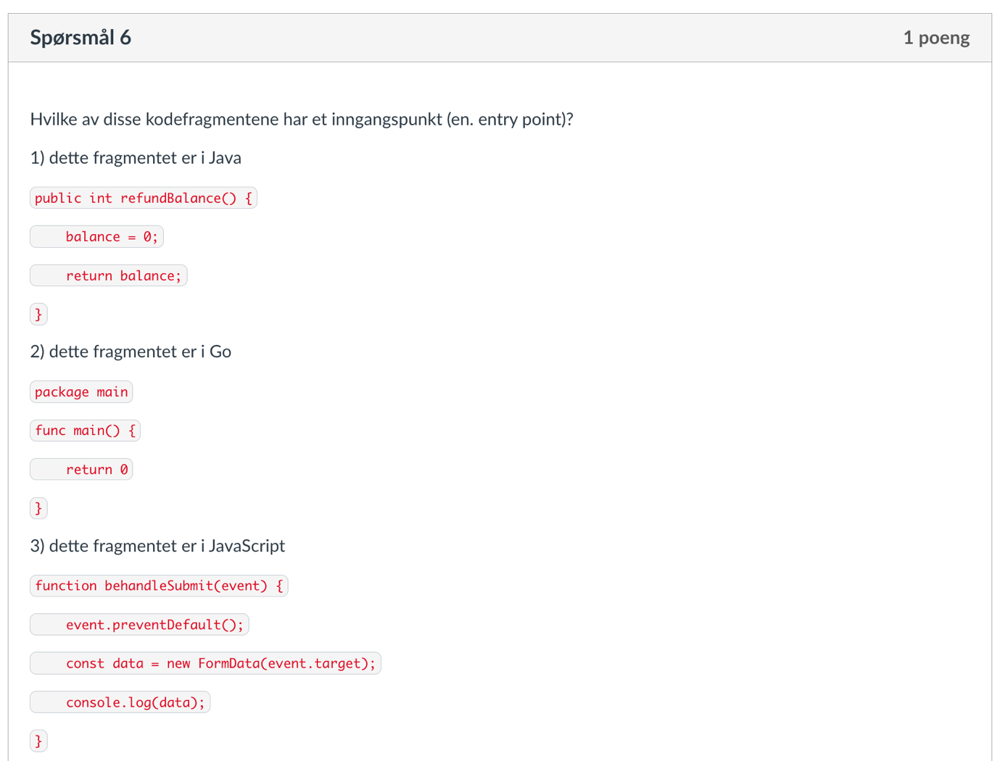 Spørsmål 6
1 poeng
Hvilke av disse kodefragmentene har et inngangspunkt (en. entry point)?
1) dette fragmentet er i Java
public int refundBalance() {
    balance = 0;
    return balance;
}
2) dette fragmentet er i Go
package main
func main() {
    return 0
}
3) dette fragmentet er i JavaScript
function behandleSubmit(event) {
    event.preventDefault();
    const data = new FormData(event.target);
    console.log(data);
}